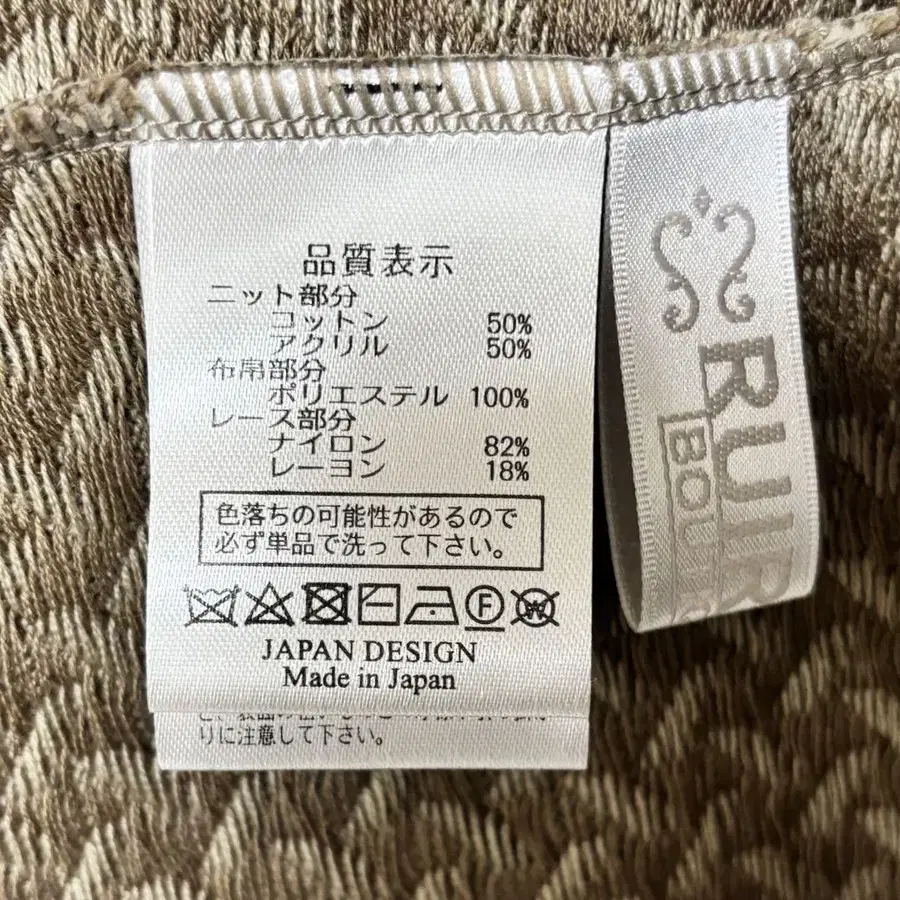 品質表示
ニット部分
コットン 50%
アクリル 50%
布帛部分
ポリエステル 100%
レース部分
ナイロン 82%
レーヨン 18%
色落ちの可能性があるので
必ず単品で洗って下さい。
F
W
JAPAN DESIGN
Made in Japan
りに注意して下さい。
RUIR
BOU